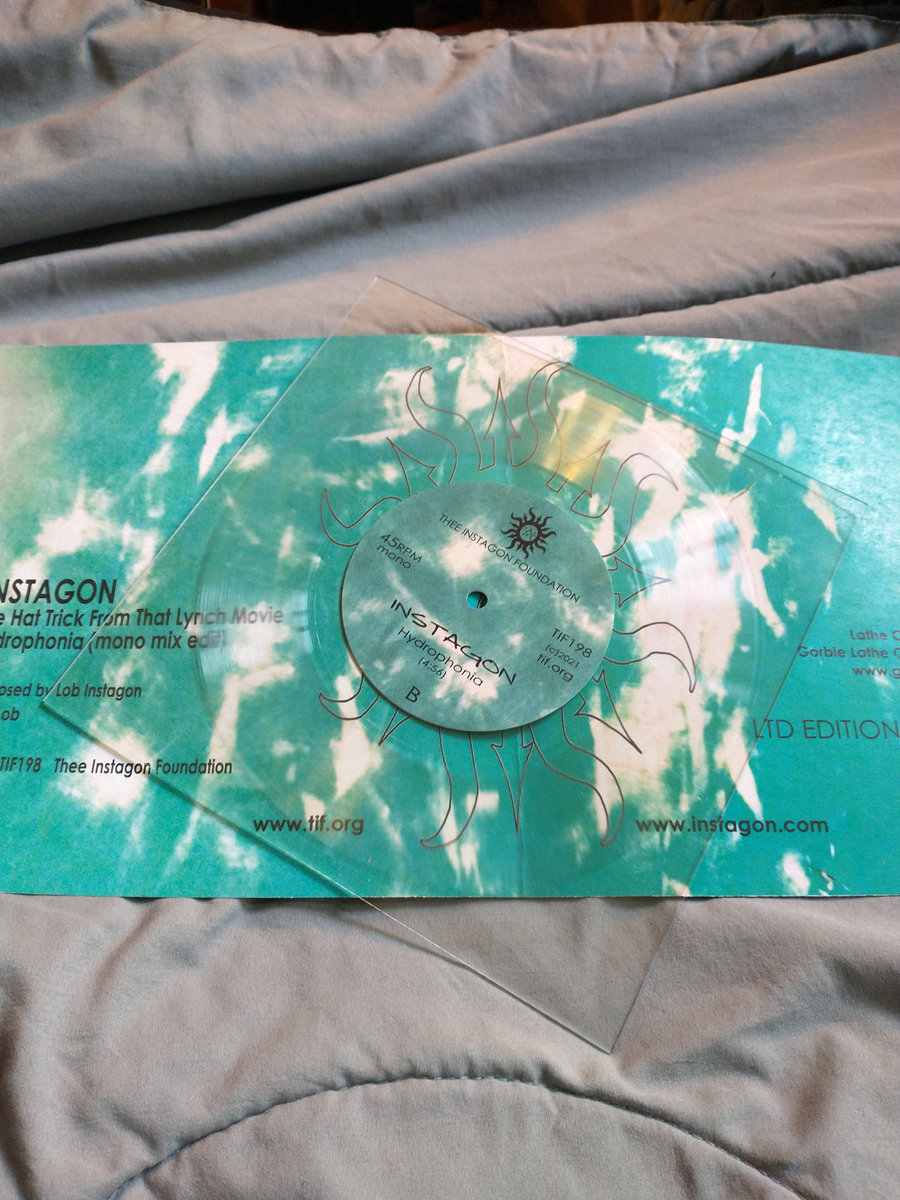 NSTAGON
e Hat Trick From That Lynch Movie
drophonia (mono mix edit)
osed by Lob Instagon
ob
TIF198 Thee Instagon Foundation
www.tif.org
THEE INSTAGON FOUNDATION
45RPM
mono
INSTAGON
Hydrophonia
(4:56)
B
TIF198
(c)2021
tif.org
Lathe C
Gorbie Lathe C
www g
LTD EDITION
www.instagon.com